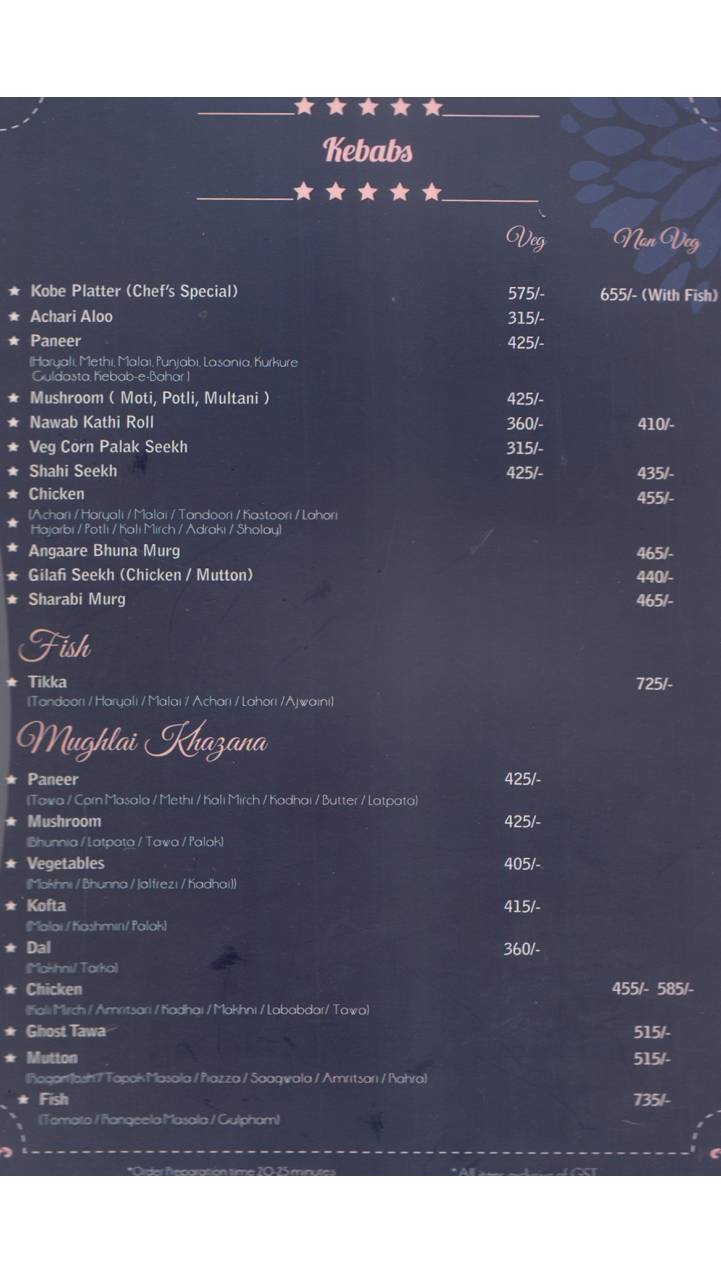 Kebabs
Veg Non Veg
Kobe Platter (Chef's Special) 575/- 655/- (With Fish)
Achari Aloo 315/-
Paneer 425/-
(Haryali, Methi, Malai, Punjabi, Lasania, Kurkure
Guldasta, Kebab-e-Bahar )
Mushroom ( Moti, Potli, Multani ) 425/-
Nawab Kathi Roll 360/- 410/-
Veg Corn Palak Seekh 315/-
Shahi Seekh 425/- 435/-
Chicken 455/-
(Achari / Haryali / Malai / Tandoori / Kastoori / Lahori
Hajarbi / Potli / Kali Mirch / Adraki / Sholay)
Angaare Bhuna Murg 465/-
Gilafi Seekh (Chicken / Mutton) 440/-
Sharabi Murg 465/-
Fish
Tikka 725/-
(Tandoori / Haryali / Malai / Achari / Lahori /Ajwaini)
Mughlai Khazana
Paneer 425/-
(Tawa / Corn Masala / Methi / Kali Mirch / Kadhai / Butter / Latpata)
Mushroom 425/-
(Bhunnia / Latpata / Tawa / Palak)
Vegetables 405/-
(Makhni / Bhunna / Jalfrezi / Kadhai))
Kofta 415/-
(Malai / Kashmiri/ Palak)
Dal 360/-
(Makhni/ Tarka)
Chicken 455/- 585/-
(Kali Mirch / Amritsari / Kadhai / Makhni / Lababdar/ Tawa)
Ghost Tawa 515/-
Mutton 515/-
(RoganJosh / Tapak Masala / Piazza / Saagwala / Amritsari / Rahra)
Fish 735/-
(Tomato / Rangeela Masala / Gulpham)
*Order Preparation time 20-25 minutes *All items exclusive of GST